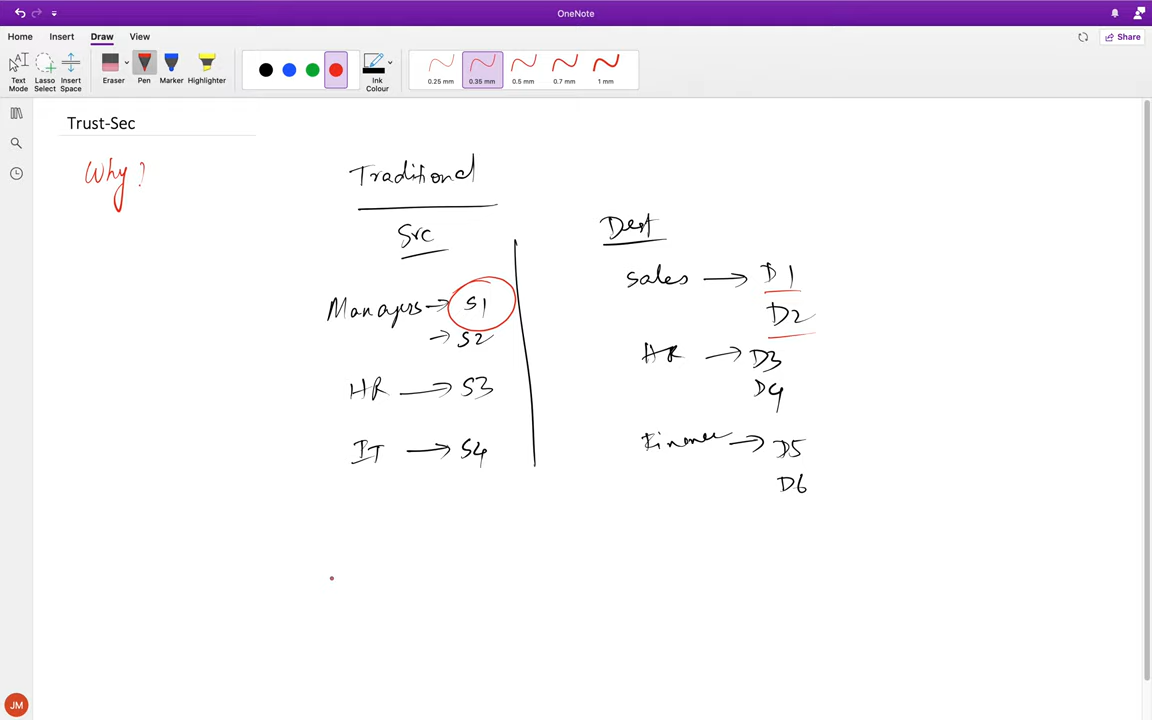 OneNote
Home Insert Draw View
Share
Text Mode
Lasso Select
Insert Space
Eraser
Pen
Marker
Highlighter
Ink Colour
0.25 mm
0.35 mm
0.5 mm
0.7 mm
1 mm
Trust-Sec
Why?
Traditional
Src
Managers → S1
→ S2
HR → S3
IT → S4
Dest
Sales → D1
D2
HR → D3
D4
Finance → D5
D6
JM